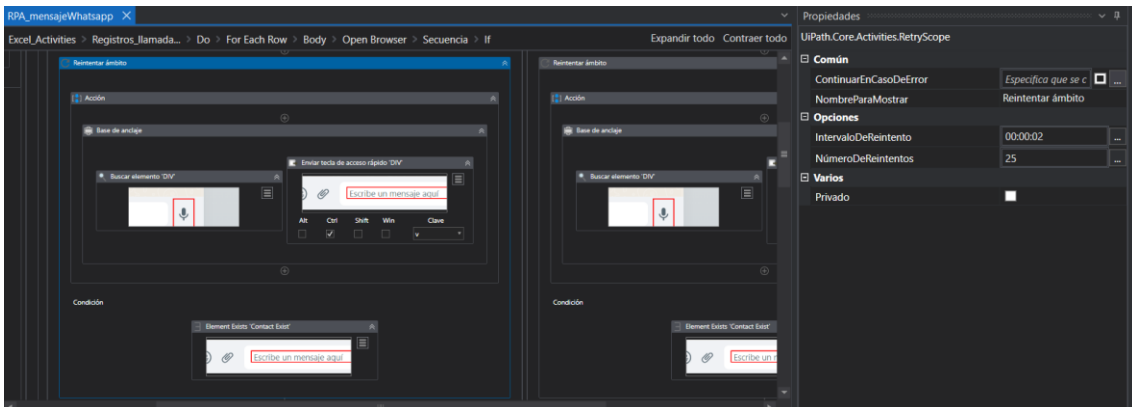 RPA_mensajeWhatsapp
Excel_Activities > Registros_llamada... > Do > For Each Row > Body > Open Browser > Secuencia > If
Expandir todo Contraer todo
Reintentar ámbito
Acción
Base de anclaje
Buscar elemento 'DIV'
Enviar tecla de acceso rápido 'DIV'
Escribe un mensaje aquí
Alt Ctrl Shift Win Clave
v
Condición
Element Exists 'Contact Exist'
Escribe un mensaje aquí
Reintentar ámbito
Acción
Base de anclaje
Buscar elemento 'DIV'
Condición
Element Exists 'Contact Exist'
Escribe un
Propiedades
UiPath.Core.Activities.RetryScope
Común
ContinuarEnCasoDeError Especifica que se c ...
NombreParaMostrar Reintentar ámbito
Opciones
IntervaloDeReintento 00:00:02 ...
NúmeroDeReintentos 25 ...
Varios
Privado